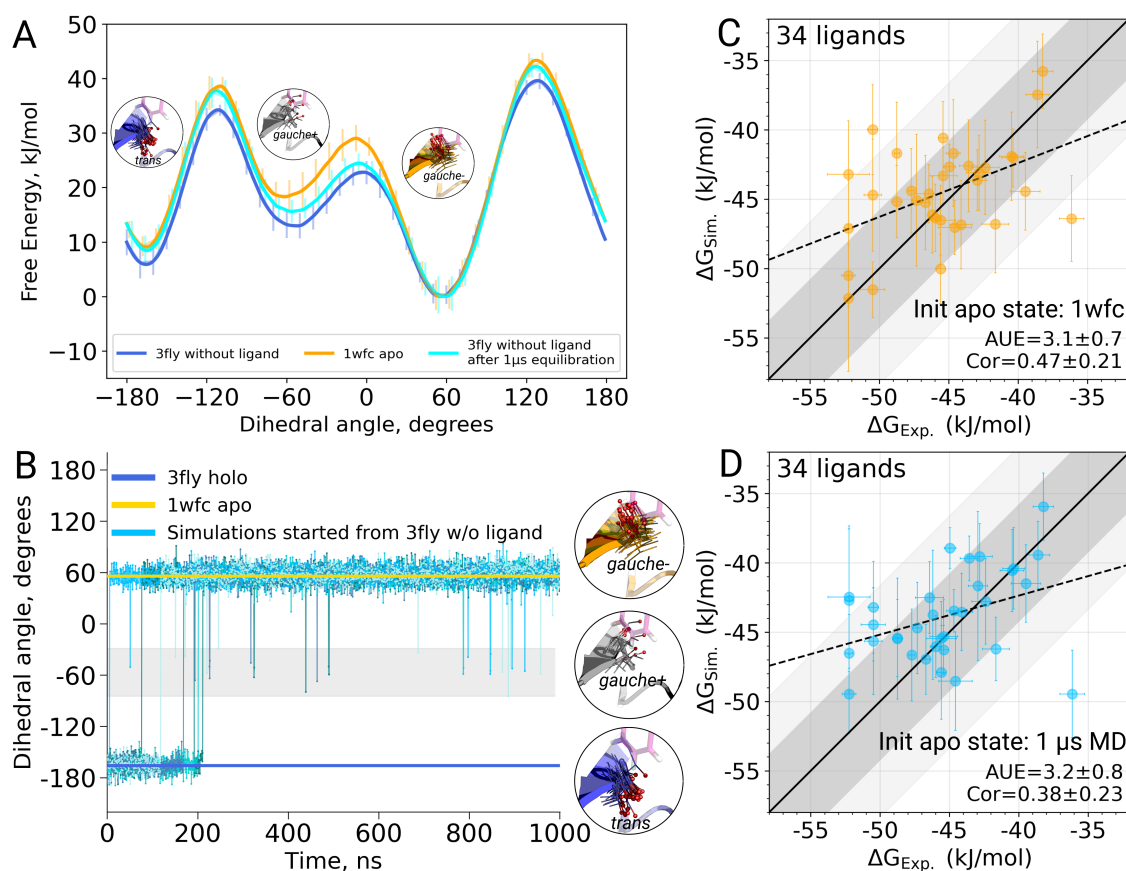 A
Free Energy, kJ/mol
50
40
30
20
10
0
−10
trans
gauche+
gauche-
3fly without ligand
1wfc apo
3fly without ligand
after 1μs equilibration
−180 −120 −60 0 60 120 180
Dihedral angle, degrees
B
Dihedral angle, degrees
180
120
60
0
-60
-120
-180
3fly holo
1wfc apo
Simulations started from 3fly w/o ligand
0 200 400 600 800 1000
Time, ns
gauche-
gauche+
trans
C
34 ligands
ΔGSim. (kJ/mol)
-35
-40
-45
-50
-55
Init apo state: 1wfc
AUE=3.1±0.7
Cor=0.47±0.21
-55 -50 -45 -40 -35
ΔGExp. (kJ/mol)
D
34 ligands
ΔGSim. (kJ/mol)
-35
-40
-45
-50
-55
Init apo state: 1 μs MD
AUE=3.2±0.8
Cor=0.38±0.23
-55 -50 -45 -40 -35
ΔGExp. (kJ/mol)